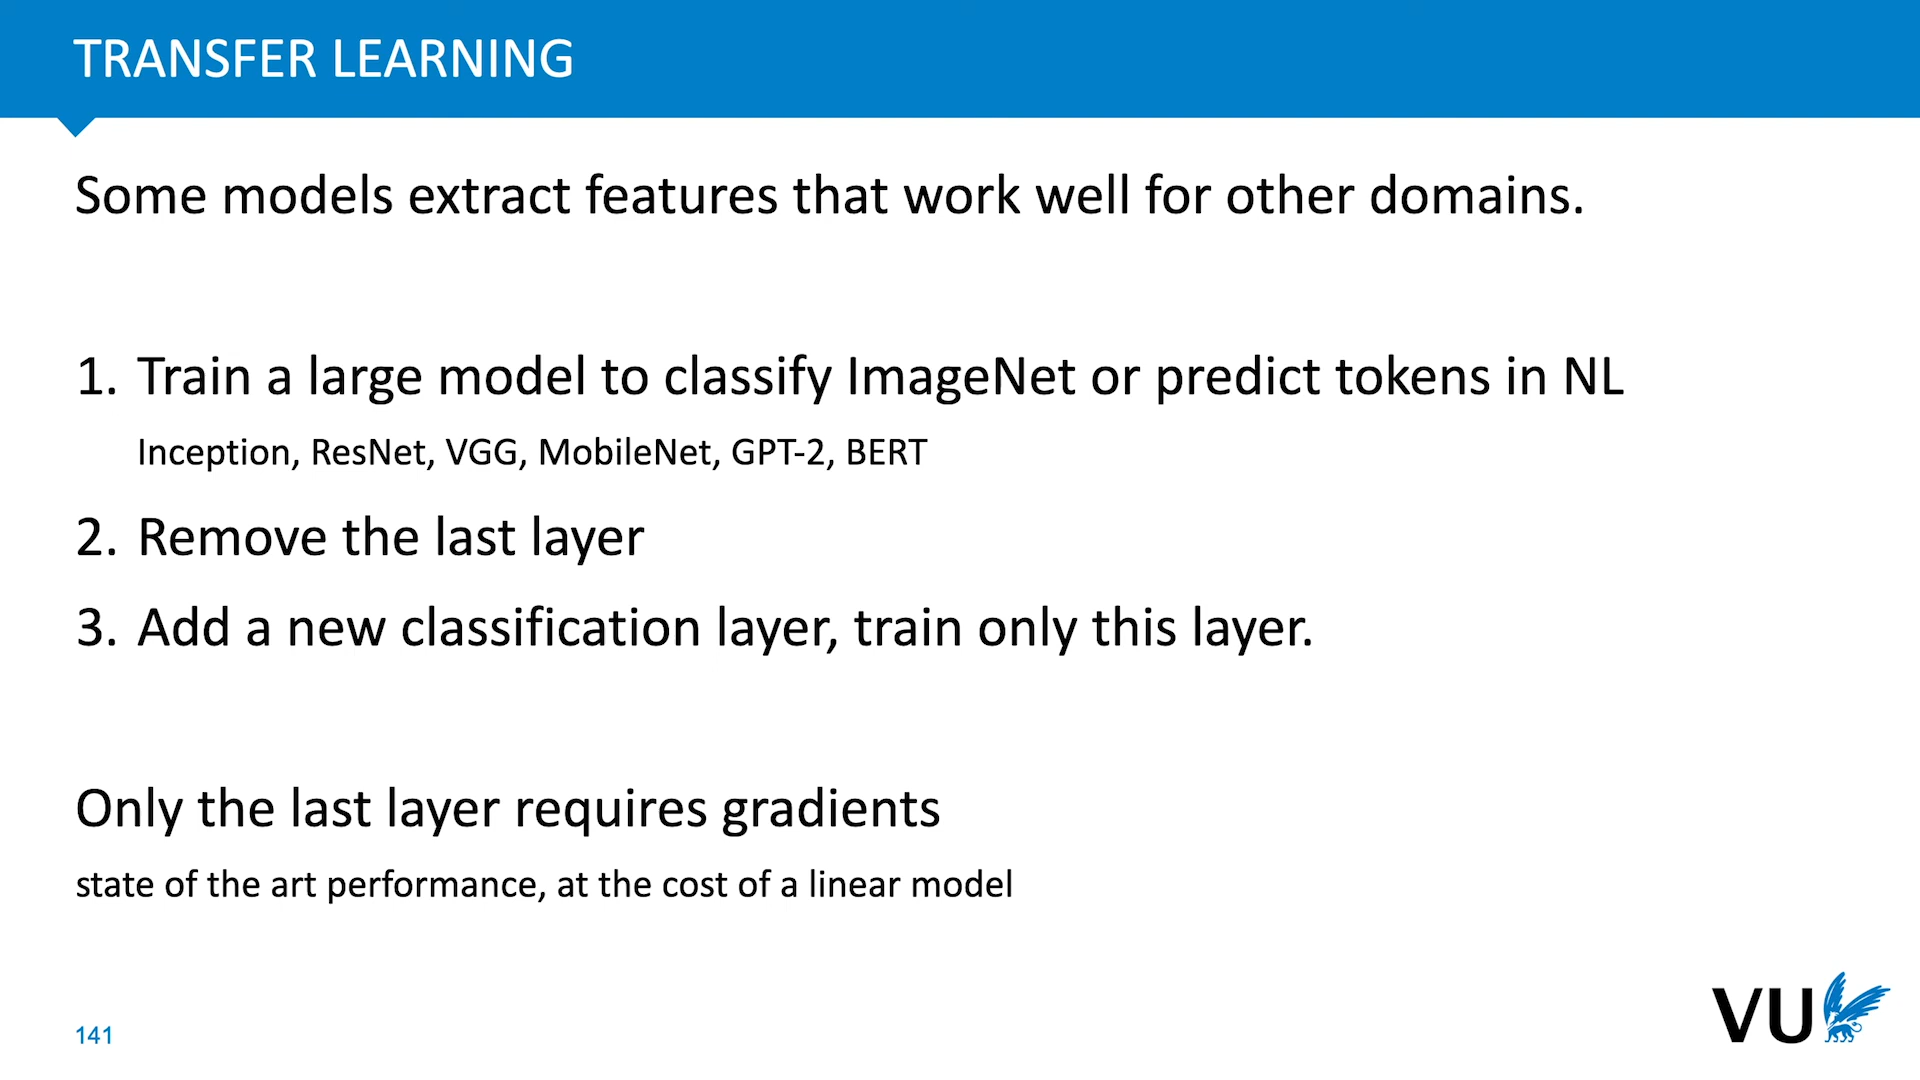 TRANSFER LEARNING
Some models extract features that work well for other domains.
1. Train a large model to classify ImageNet or predict tokens in NL
Inception, ResNet, VGG, MobileNet, GPT-2, BERT
2. Remove the last layer
3. Add a new classification layer, train only this layer.
Only the last layer requires gradients
state of the art performance, at the cost of a linear model
141
VU